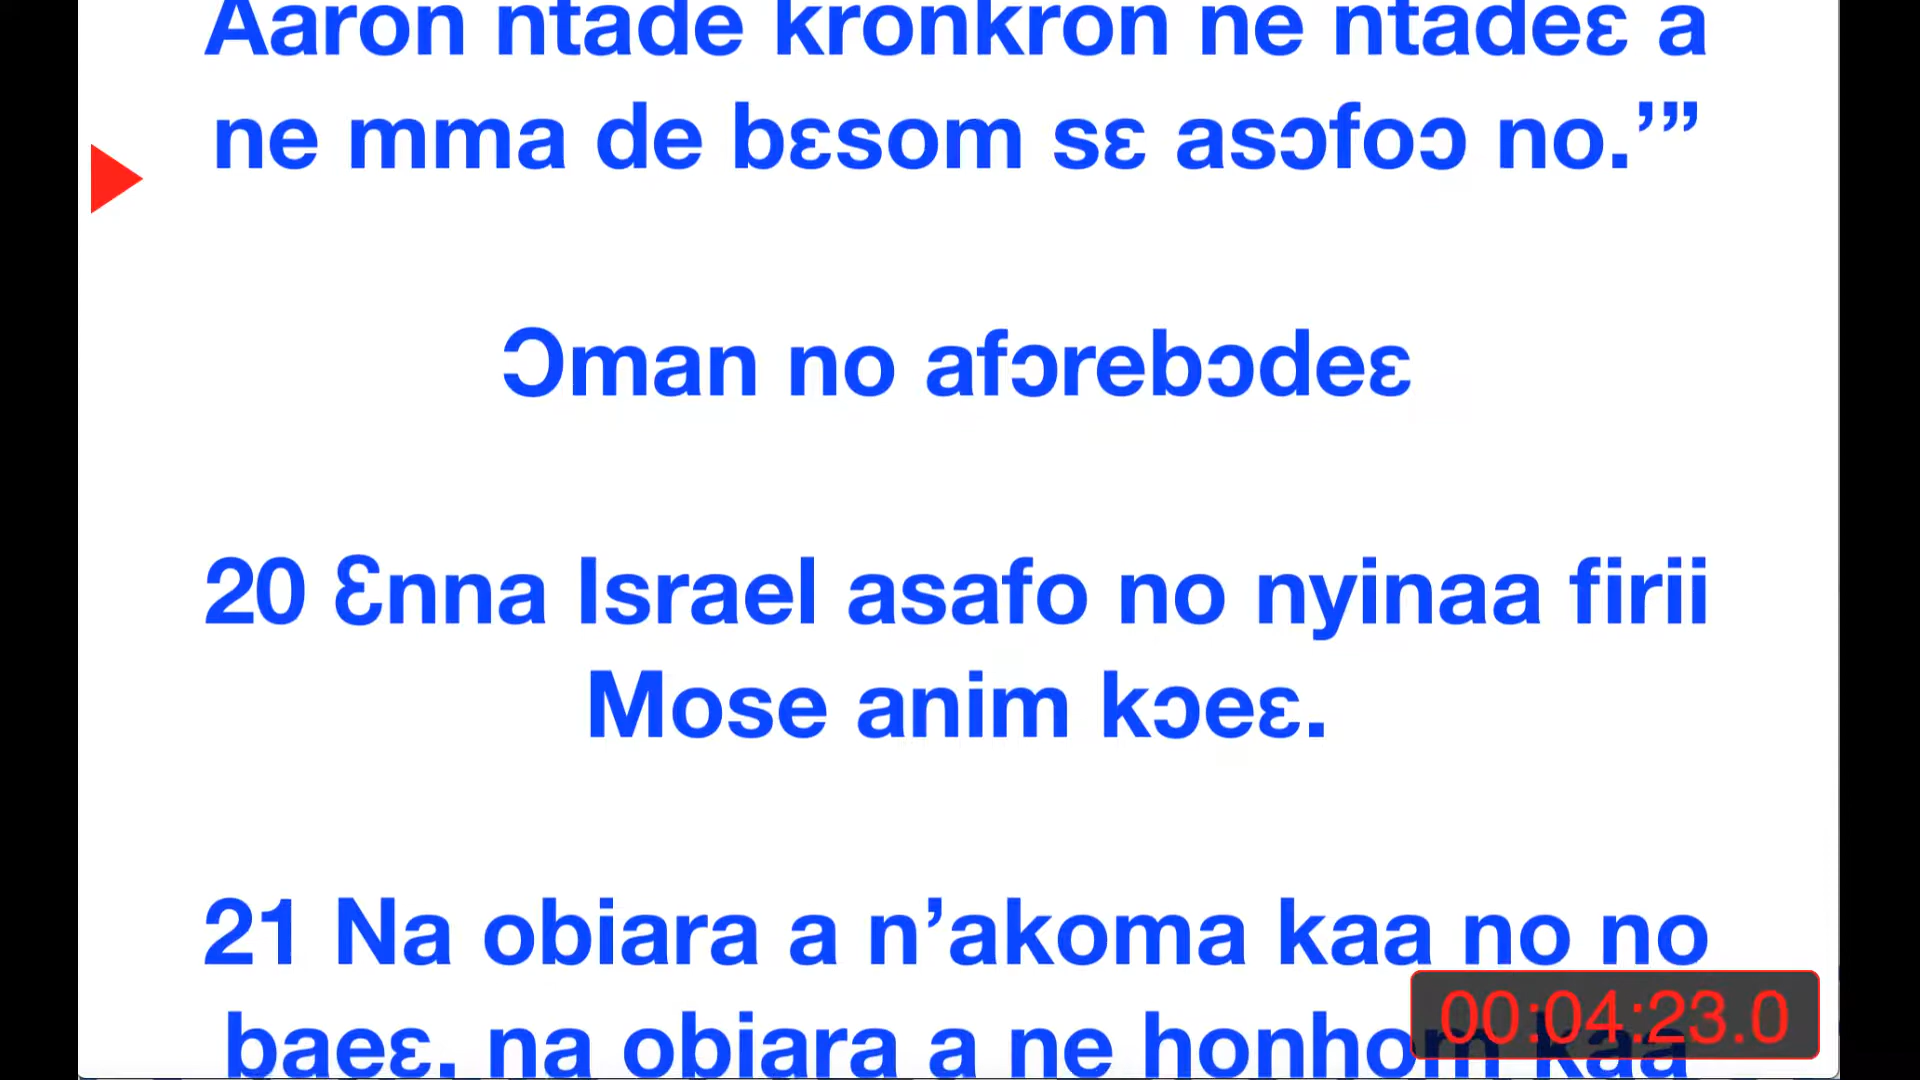 Aaron ntade kronkron ne ntadeɛ a
ne mma de bɛsom sɛ asɔfoɔ no.’”
Ɔman no afɔrebɔdeɛ
20 Ɛnna Israel asafo no nyinaa firii
Mose anim kɔeɛ.
21 Na obiara a n’akoma kaa no no
baeɛ, na obiara a ne honhom kaa
00:04:23.0